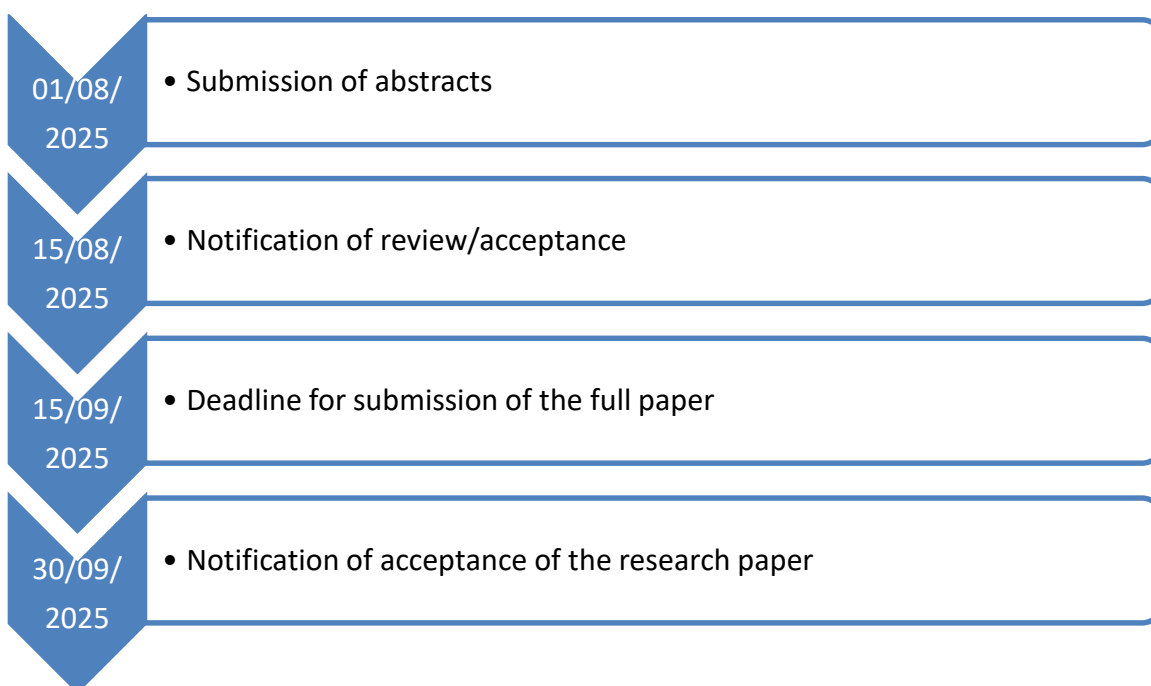 01/08/
2025
• Submission of abstracts
15/08/
2025
• Notification of review/acceptance
15/09/
2025
• Deadline for submission of the full paper
30/09/
2025
• Notification of acceptance of the research paper